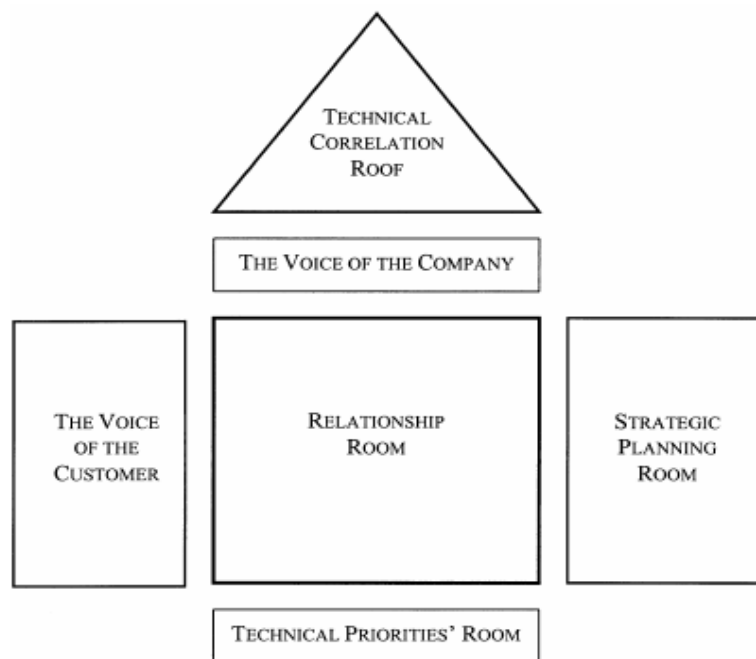 TECHNICAL
CORRELATION
ROOF
THE VOICE OF THE COMPANY
THE VOICE
OF THE
CUSTOMER
RELATIONSHIP
ROOM
STRATEGIC
PLANNING
ROOM
TECHNICAL PRIORITIES' ROOM